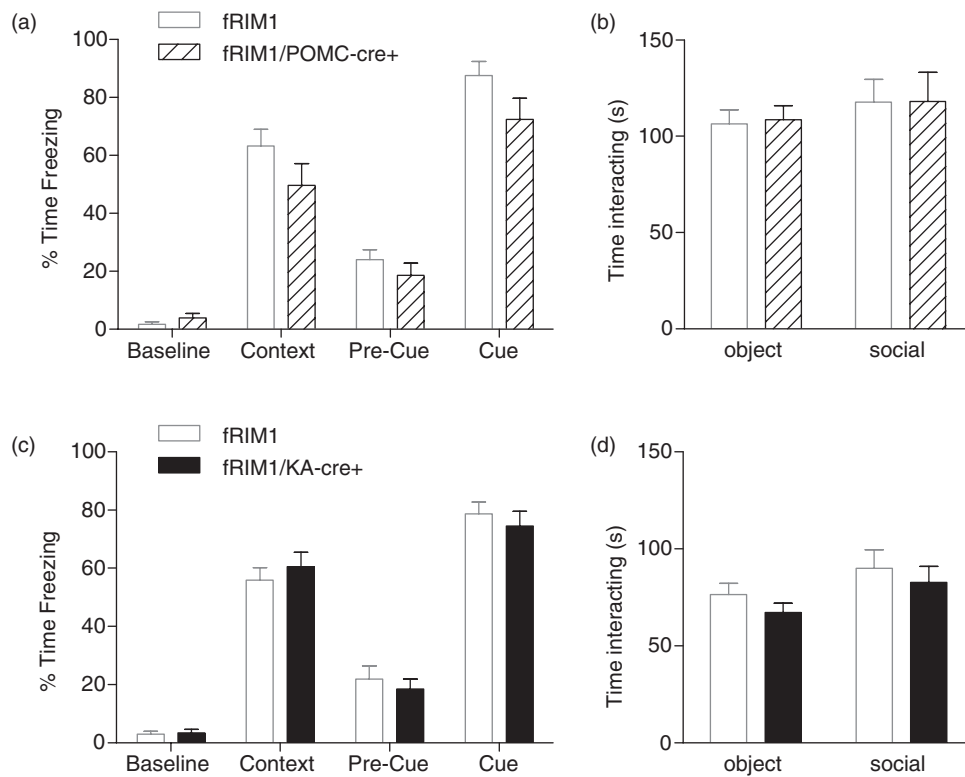 (a)
fRIM1
fRIM1/POMC-cre+
% Time Freezing
100
80
60
40
20
0
Baseline Context Pre-Cue Cue
(b)
Time interacting (s)
150
100
50
0
object social
(c)
fRIM1
fRIM1/KA-cre+
% Time Freezing
100
80
60
40
20
0
Baseline Context Pre-Cue Cue
(d)
Time interacting (s)
150
100
50
0
object social